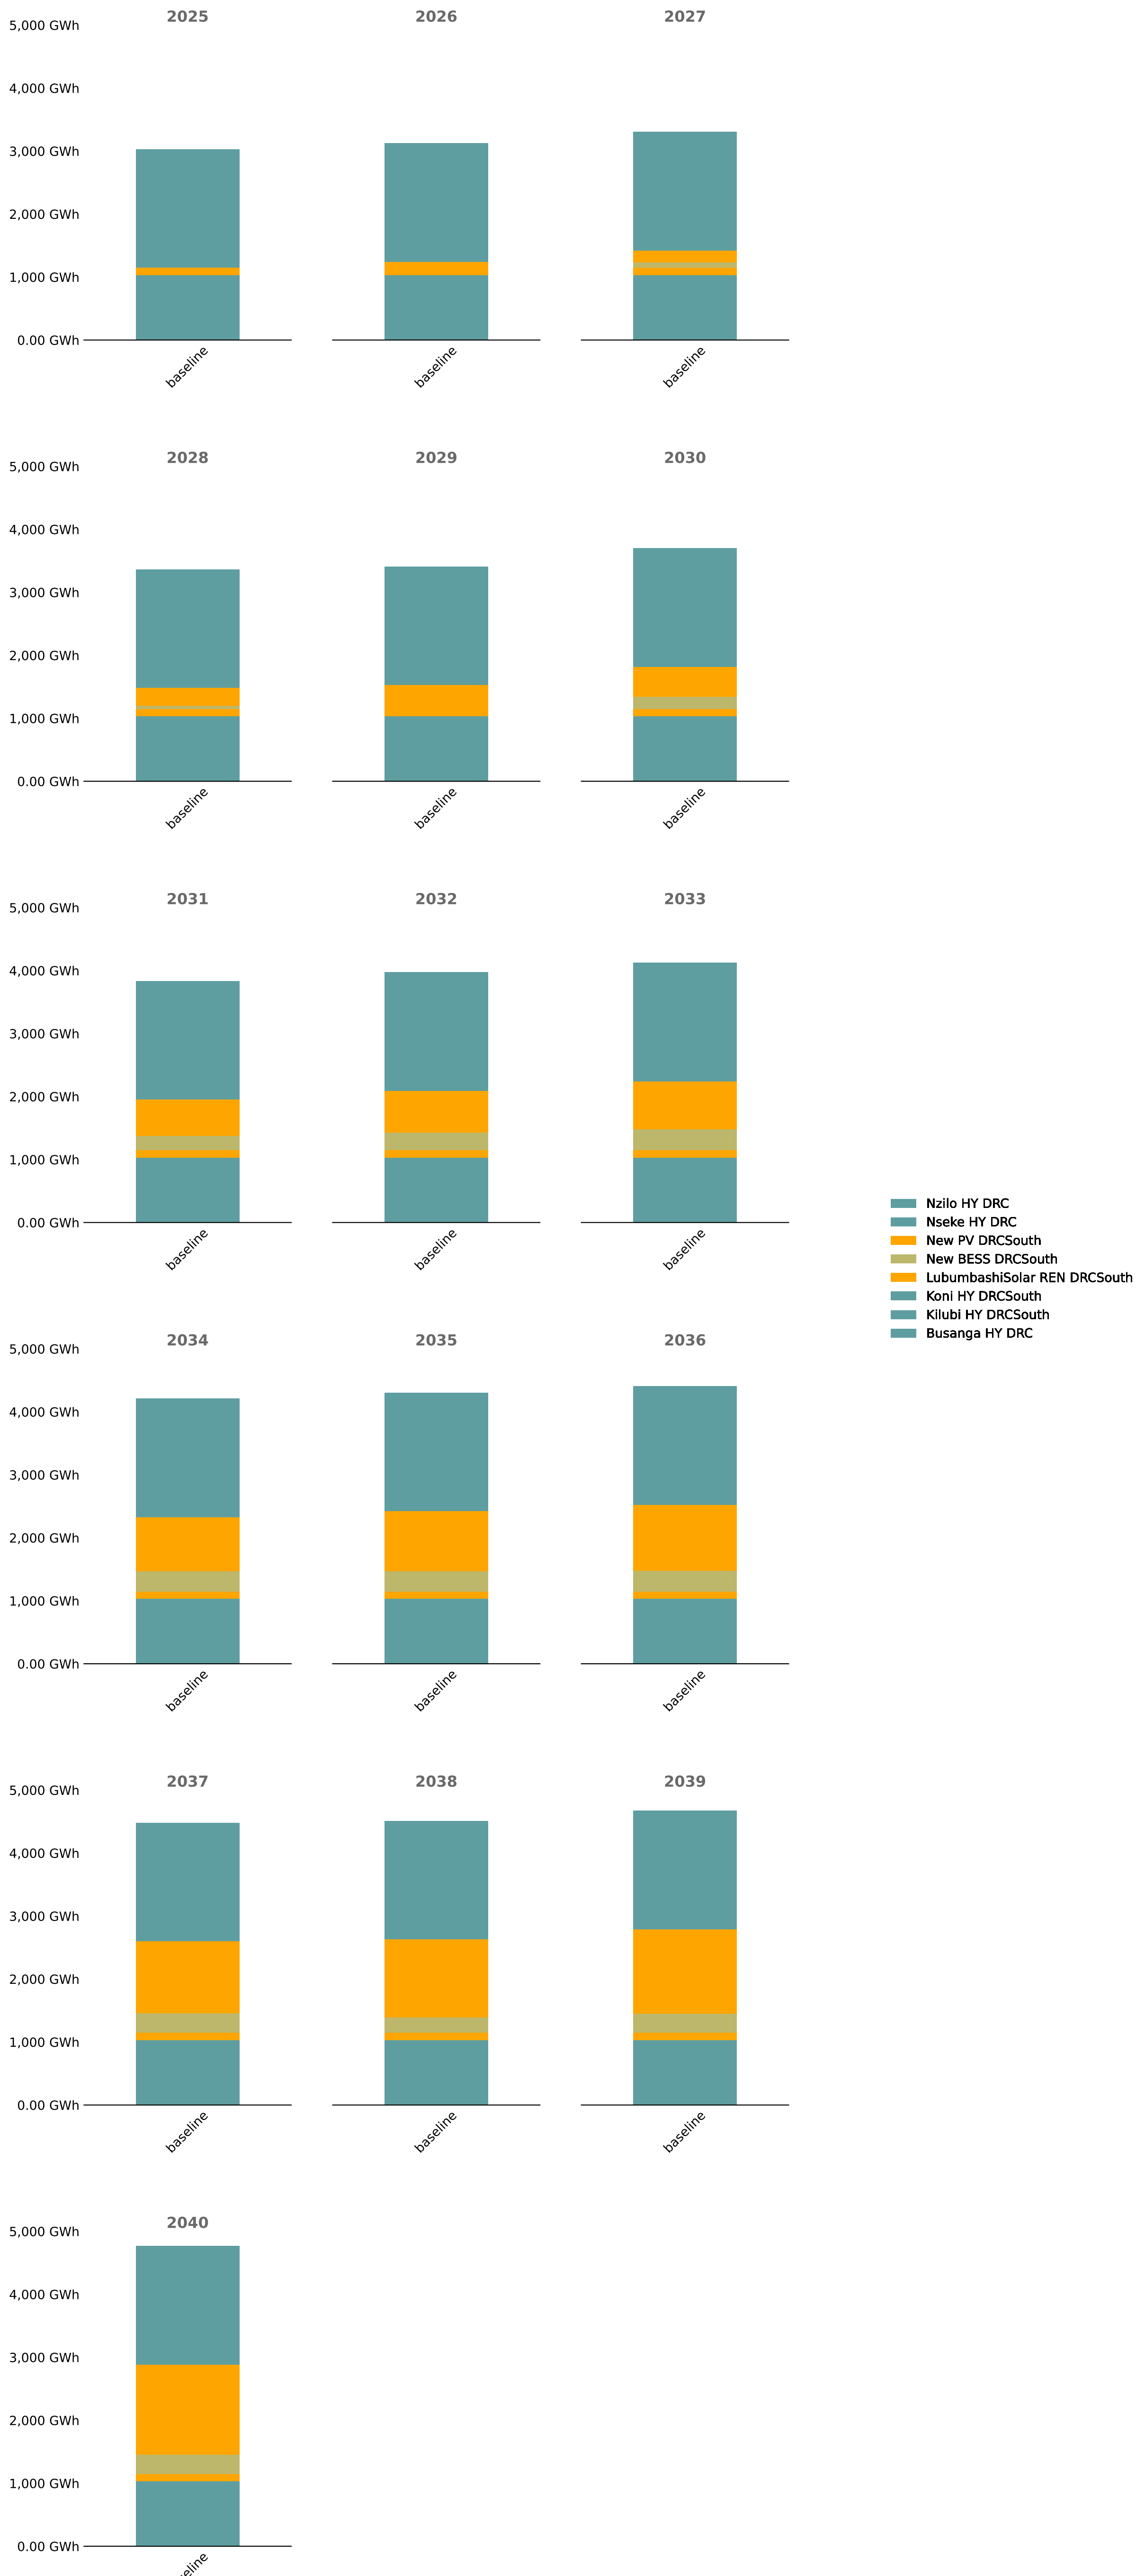 2025 2026 2027
5,000 GWh
4,000 GWh
3,000 GWh
2,000 GWh
1,000 GWh
0.00 GWh
baseline baseline baseline
2028 2029 2030
5,000 GWh
4,000 GWh
3,000 GWh
2,000 GWh
1,000 GWh
0.00 GWh
baseline baseline baseline
2031 2032 2033
5,000 GWh
4,000 GWh
3,000 GWh
2,000 GWh
1,000 GWh
0.00 GWh
baseline baseline baseline
Nzilo HY DRC
Nseke HY DRC
New PV DRCSouth
New BESS DRCSouth
LubumbashiSolar REN DRCSouth
Koni HY DRCSouth
Kilubi HY DRCSouth
Busanga HY DRC
2034 2035 2036
5,000 GWh
4,000 GWh
3,000 GWh
2,000 GWh
1,000 GWh
0.00 GWh
baseline baseline baseline
2037 2038 2039
5,000 GWh
4,000 GWh
3,000 GWh
2,000 GWh
1,000 GWh
0.00 GWh
baseline baseline baseline
2040
5,000 GWh
4,000 GWh
3,000 GWh
2,000 GWh
1,000 GWh
0.00 GWh